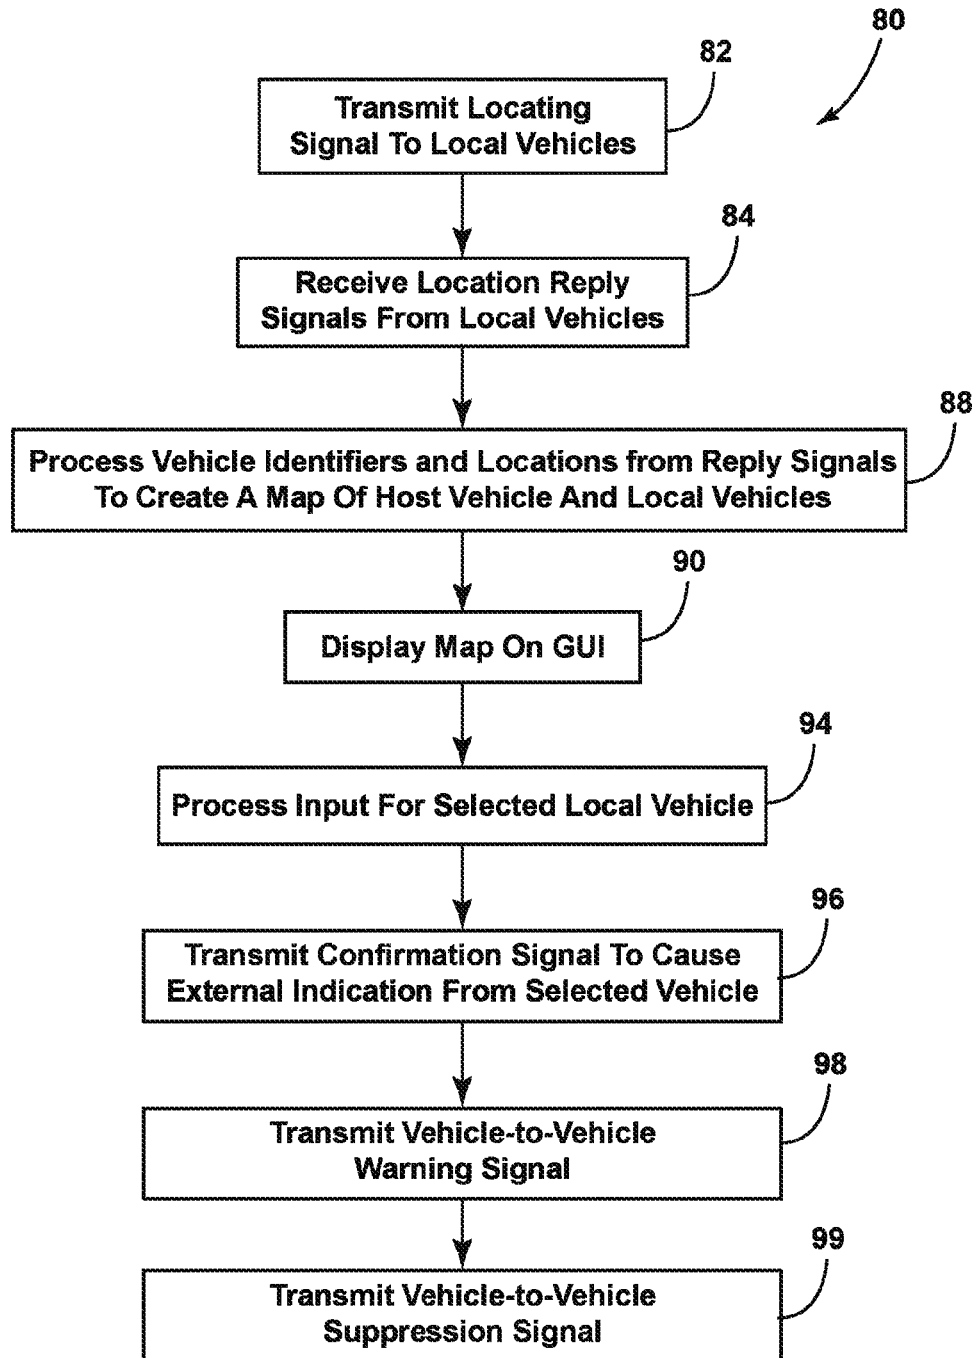 80
82
Transmit Locating
Signal To Local Vehicles
84
Receive Location Reply
Signals From Local Vehicles
88
Process Vehicle Identifiers and Locations from Reply Signals
To Create A Map Of Host Vehicle And Local Vehicles
90
Display Map On GUI
94
Process Input For Selected Local Vehicle
96
Transmit Confirmation Signal To Cause
External Indication From Selected Vehicle
98
Transmit Vehicle-to-Vehicle
Warning Signal
99
Transmit Vehicle-to-Vehicle
Suppression Signal